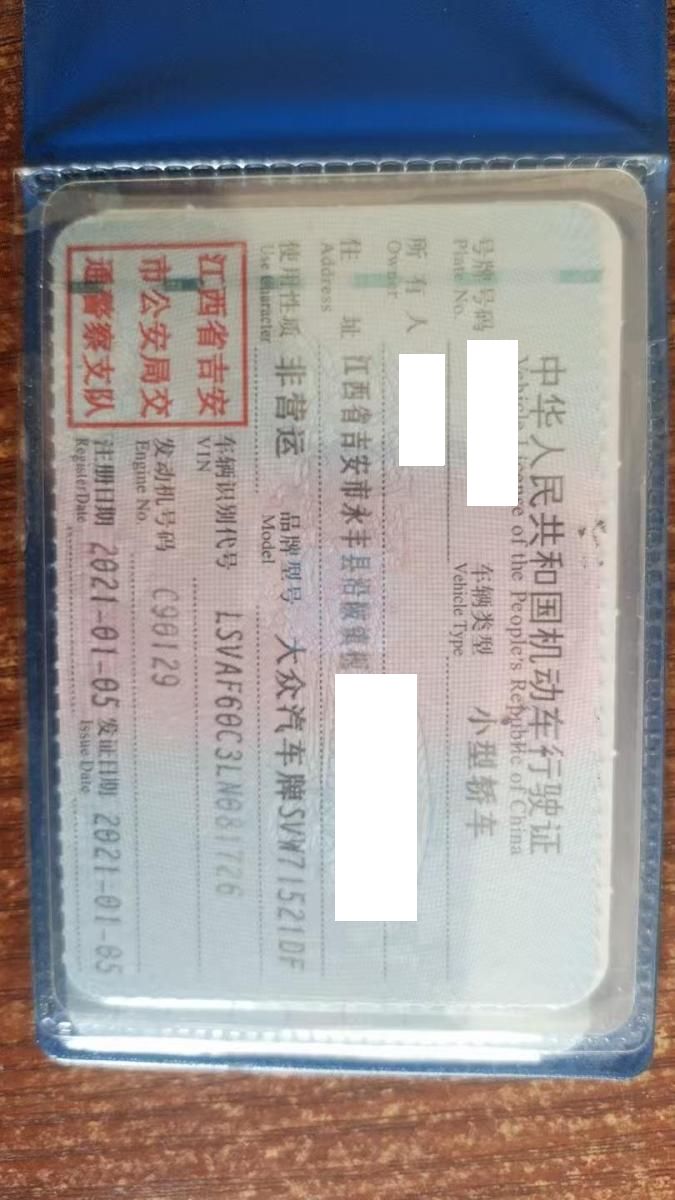 中华人民共和国机动车行驶证
Vehicle License of the People's Republic of China
号牌号码 车辆类型 小型轿车
Plate No. Vehicle Type
所有人
Owner
住址 江西省吉安市永丰县沿陂镇
Address
使用性质 非营运 品牌型号 大众汽车牌SVW71521DF
Use Character Model
江西省吉安
市公安局交
通警察支队
车辆识别代号 LSVAF60C3LN081726
VIN
发动机号码 C90129
Engine No.
注册日期 2021-01-05 发证日期 2021-01-05
Register Date Issue Date